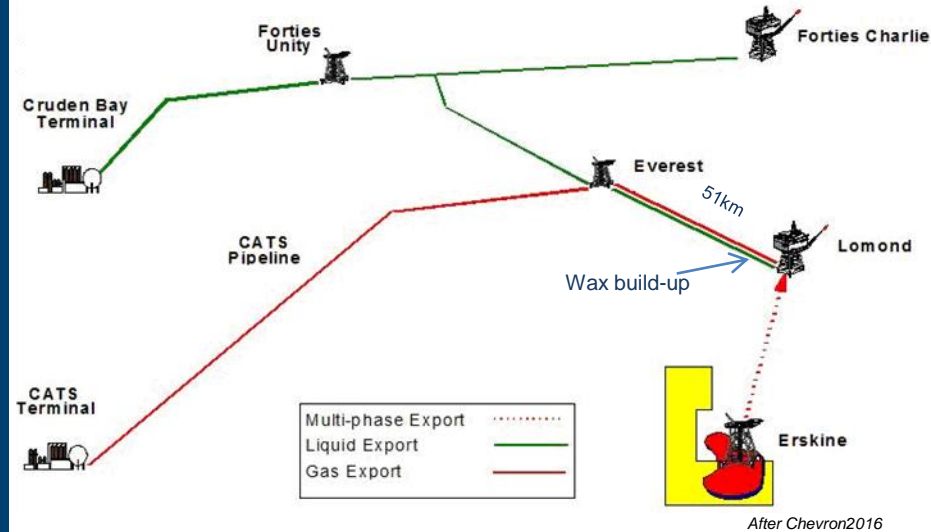 Forties
Unity
Forties Charlie
Cruden Bay
Terminal
Everest
51km
Lomond
CATS
Pipeline
Wax build-up
CATS
Terminal
Multi-phase Export
Liquid Export
Gas Export
Erskine
After Chevron2016